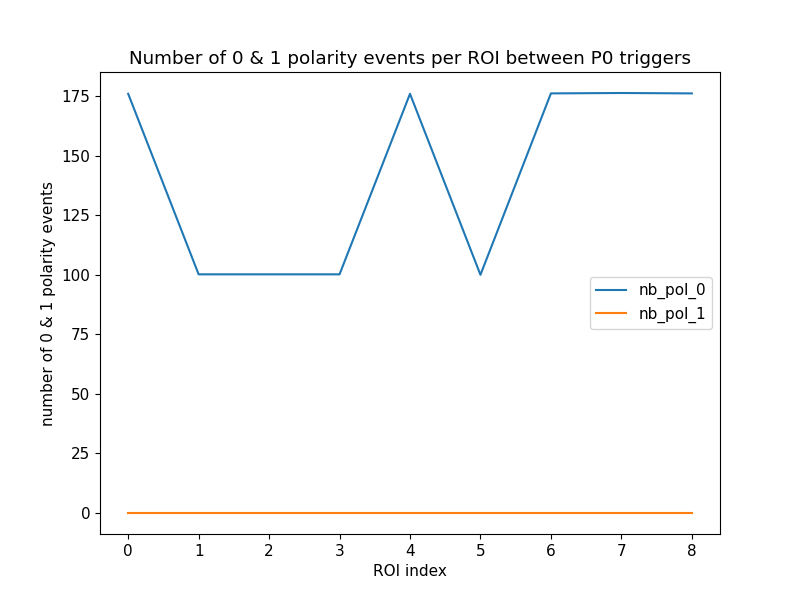 Number of 0 & 1 polarity events per ROI between P0 triggers
175
150
125
100
75
50
25
0
number of 0 & 1 polarity events
nb_pol_0
nb_pol_1
0 1 2 3 4 5 6 7 8
ROI index